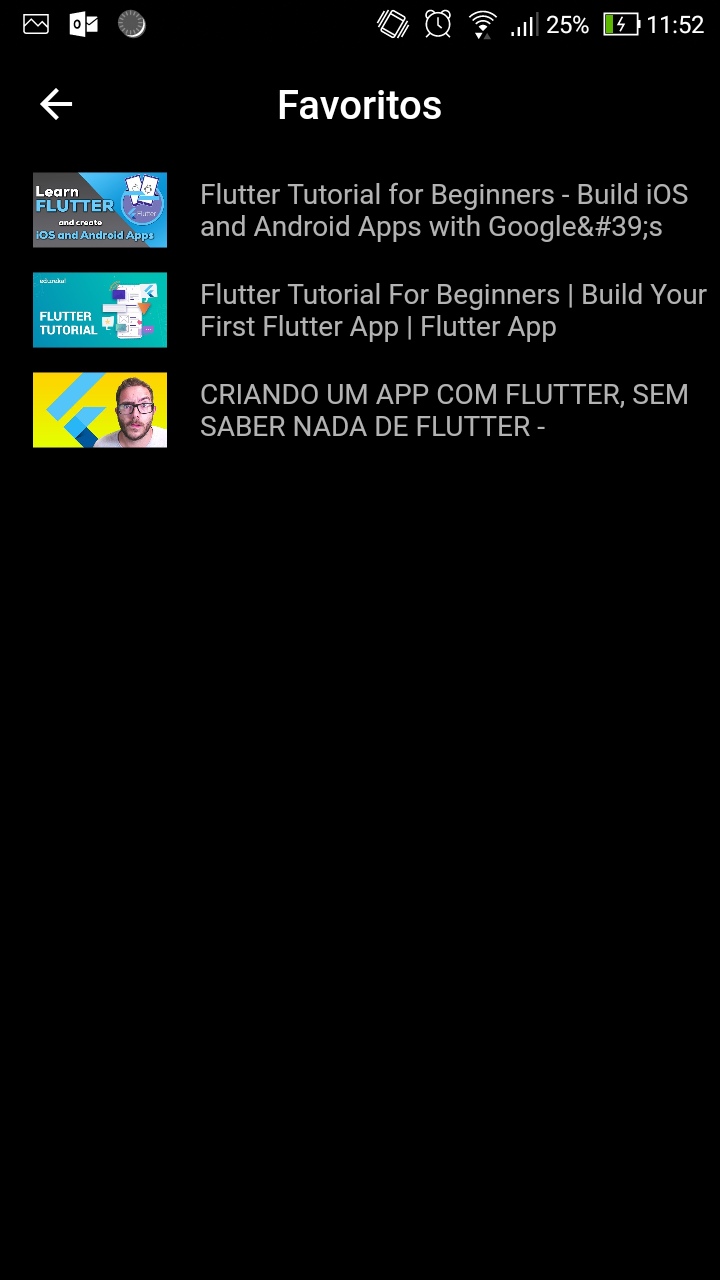 25% 11:52
Favoritos
Learn
FLUTTER
and create
iOS and Android Apps
Flutter
Flutter Tutorial for Beginners - Build iOS
and Android Apps with Google&#39;s
edureka!
FLUTTER
TUTORIAL
Flutter Tutorial For Beginners | Build Your
First Flutter App | Flutter App
CRIANDO UM APP COM FLUTTER, SEM
SABER NADA DE FLUTTER -